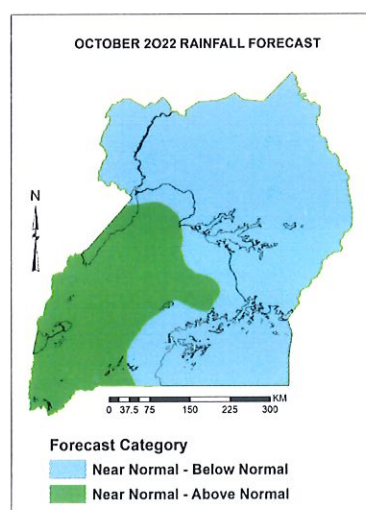 OCTOBER 2022 RAINFALL FORECAST
N
KM
0 37.5 75 150 225 300
Forecast Category
Near Normal - Below Normal
Near Normal - Above Normal